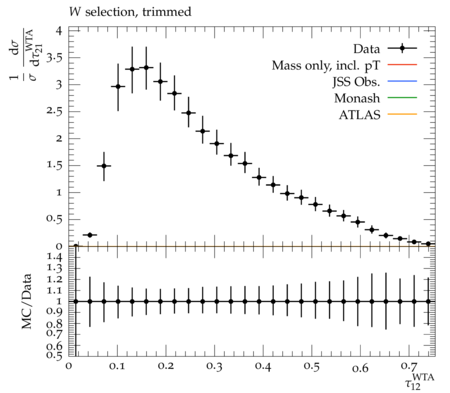 W selection, trimmed
1/σ dσ/dτ₂₁^WTA
Data
Mass only, incl. pT
JSS Obs.
Monash
ATLAS
4
3.5
3
2.5
2
1.5
1
0.5
0
MC/Data
1.4
1.3
1.2
1.1
1
0.9
0.8
0.7
0.6
0.5
0 0.1 0.2 0.3 0.4 0.5 0.6 0.7
τ₁₂^WTA